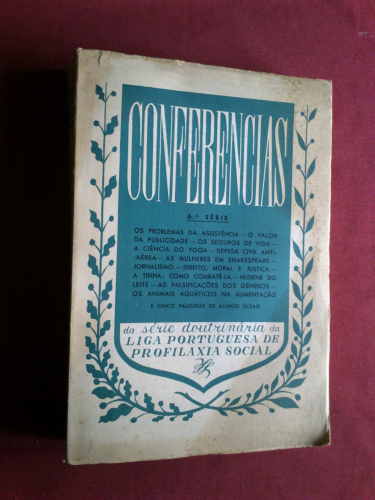 CONFERENCIAS
6.ª SÉRIE
OS PROBLEMAS DA ASSISTÊNCIA — O VALOR
DA PUBLICIDADE — OS SEGUROS DE VIDA —
A CIÊNCIA DO YOGA — DEFESA CIVIL ANTI-
-AÉREA — AS MULHERES EM SHAKESPEARE —
JORNALISMO — DIREITO, MORAL E JUSTIÇA —
A TINHA, COMO COMBATÊ-LA — HIGIENE DO
LEITE — AS FALSIFICAÇÕES DOS GÉNEROS —
OS ANIMAIS AQUÁTICOS NA ALIMENTAÇÃO
E CINCO PALESTRAS DE ALUNOS LICEAIS
da série doutrinária da
LIGA PORTUGUESA DE
PROFILAXIA SOCIAL